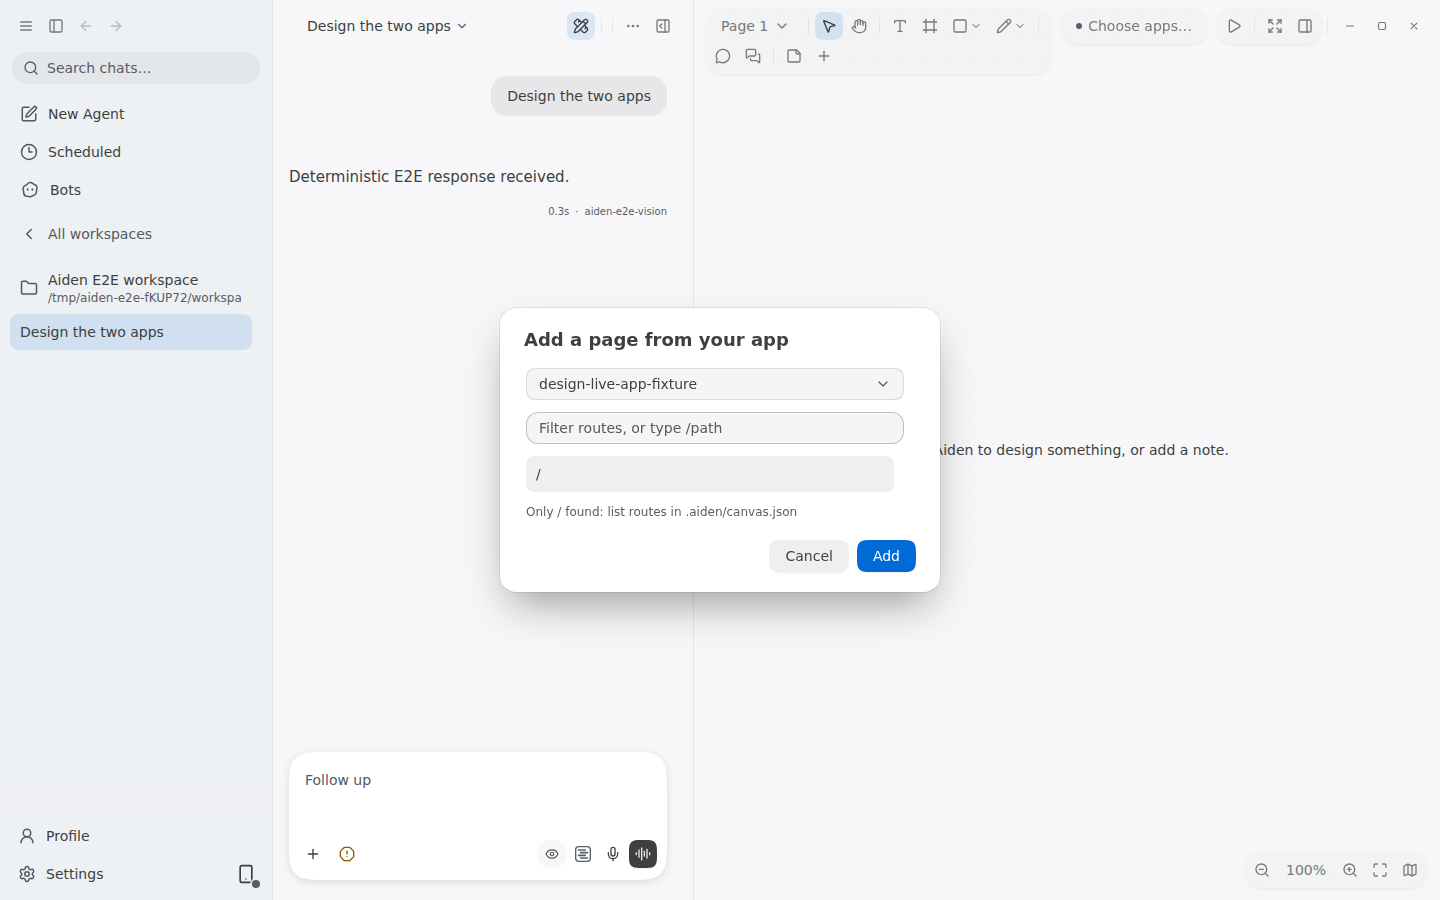 Search chats...
New Agent
Scheduled
Bots
All workspaces
Aiden E2E workspace
/tmp/aiden-e2e-fKUP72/workspa
Design the two apps
Profile
Settings
Design the two apps
Design the two apps
Deterministic E2E response received.
0.3s · aiden-e2e-vision
Follow up
Page 1
Choose apps...
Aiden to design something, or add a note.
Add a page from your app
design-live-app-fixture
Filter routes, or type /path
/
Only / found: list routes in .aiden/canvas.json
Cancel
Add
100%